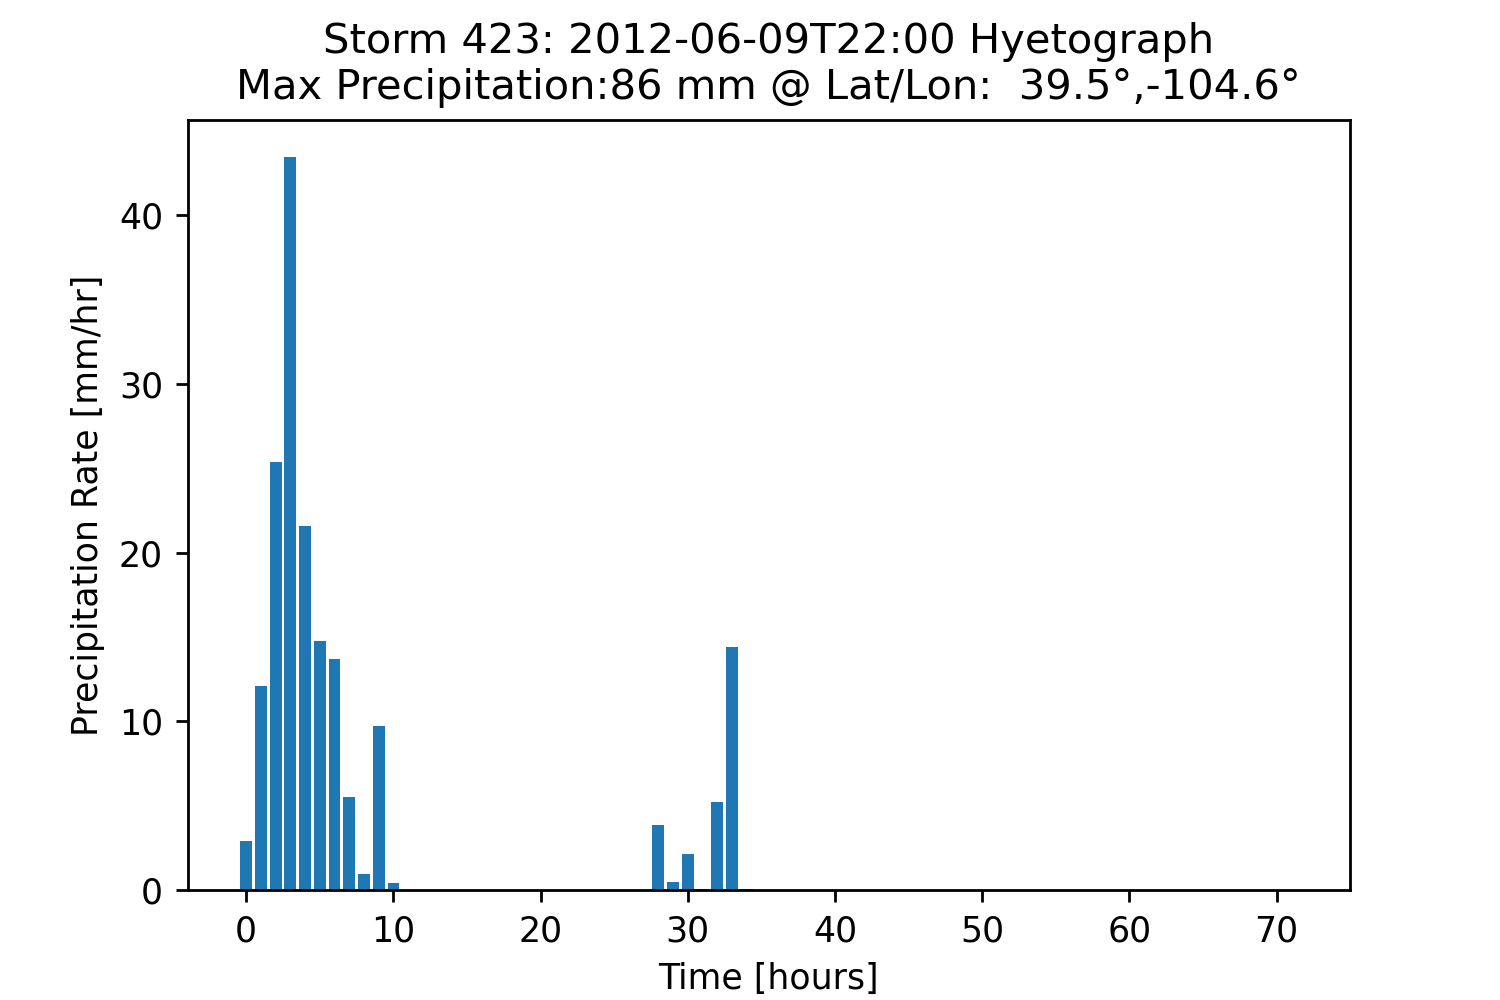 Storm 423: 2012-06-09T22:00 Hyetograph
Max Precipitation:86 mm @ Lat/Lon:  39.5°,-104.6°
Precipitation Rate [mm/hr]
40
30
20
10
0
0 10 20 30 40 50 60 70
Time [hours]